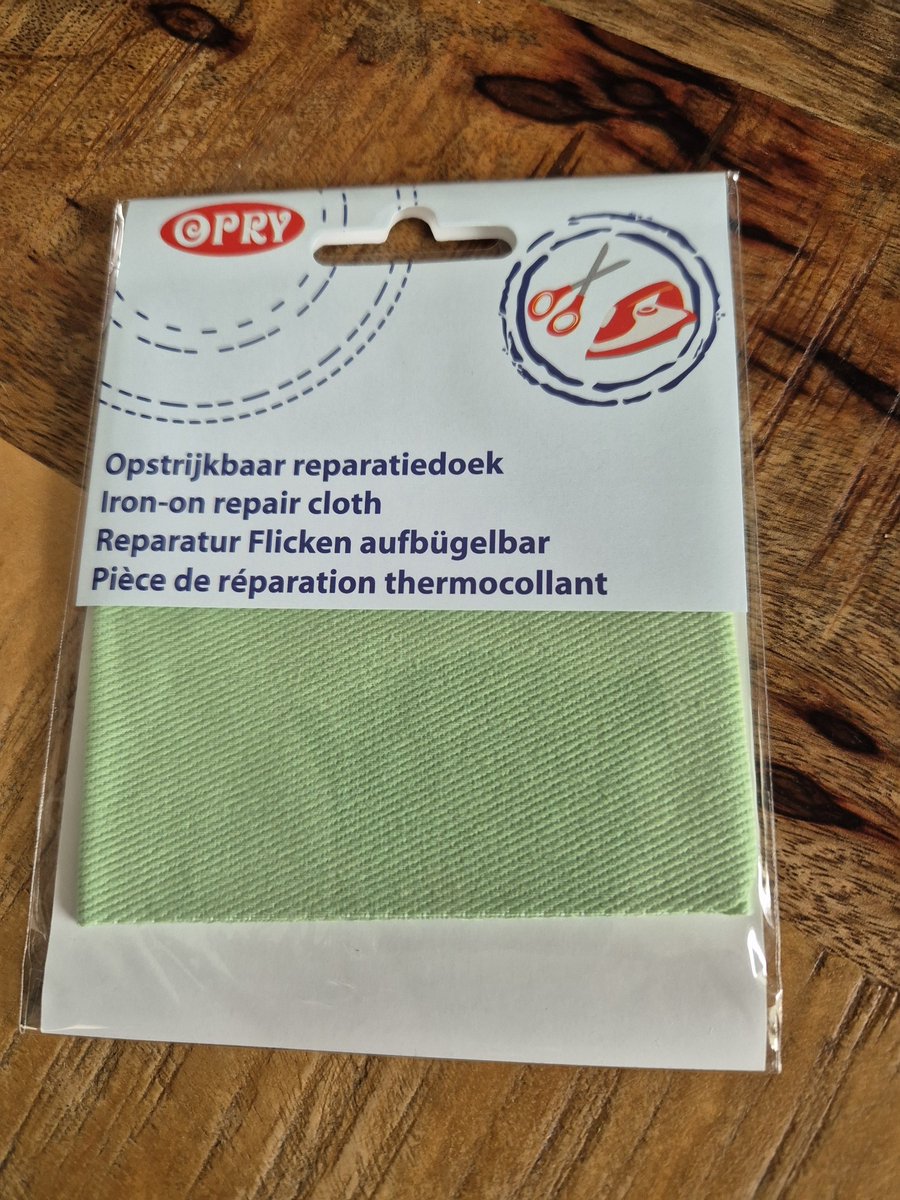 OPRY
Opstrijkbaar reparatiedoek
Iron-on repair cloth
Reparatur Flicken aufbügelbar
Pièce de réparation thermocollant